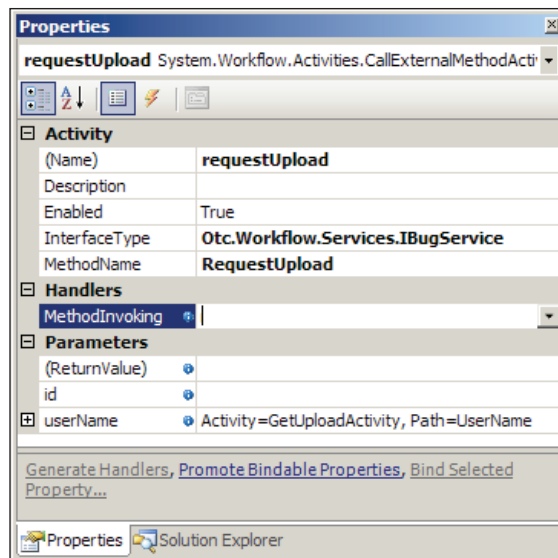 Properties
requestUpload System.Workflow.Activities.CallExternalMethodActi
Activity
(Name) requestUpload
Description
Enabled True
InterfaceType Otc.Workflow.Services.IBugService
MethodName RequestUpload
Handlers
MethodInvoking
Parameters
(ReturnValue)
id
userName Activity=GetUploadActivity, Path=UserName
Generate Handlers, Promote Bindable Properties, Bind Selected
Property...
Properties Solution Explorer